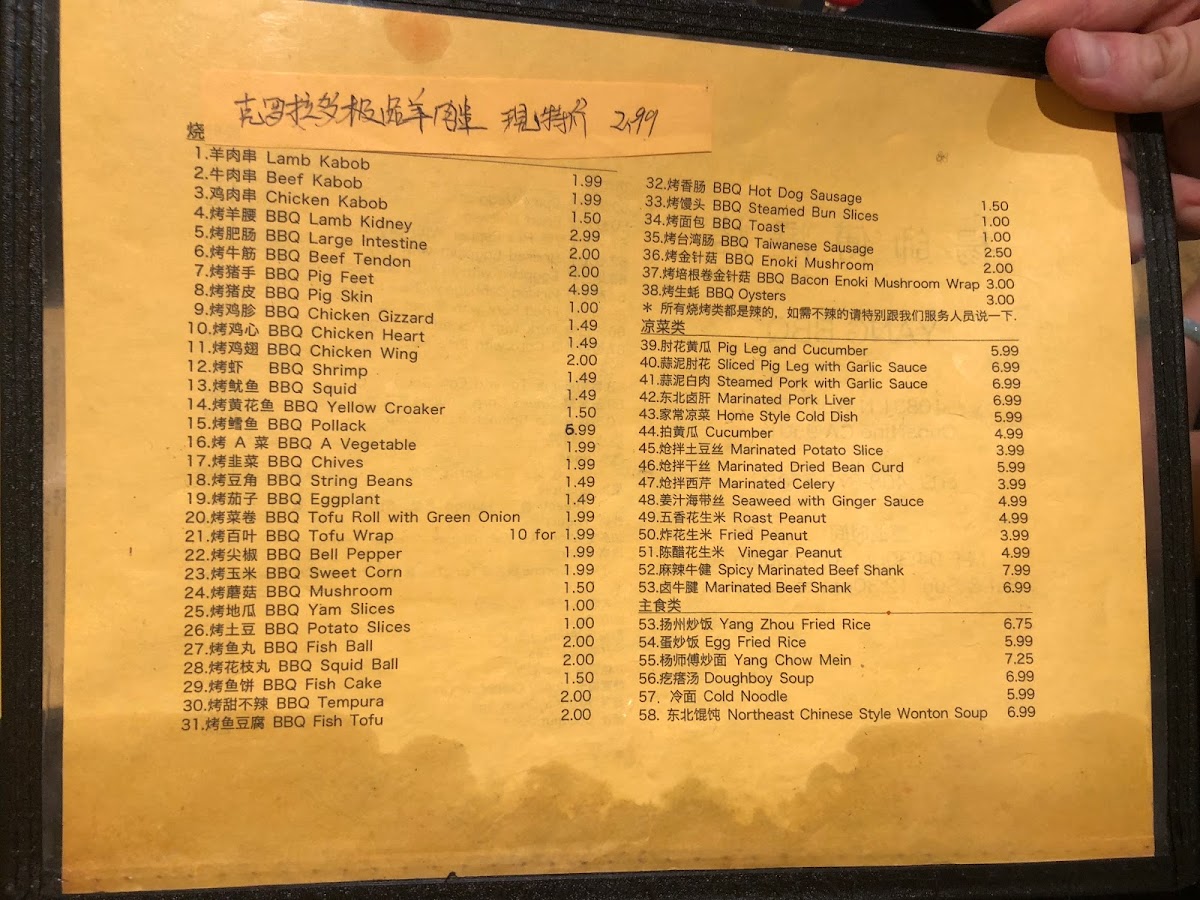 克罗拉多极品羊肉串 現特价 2.99
烧
1.羊肉串 Lamb Kabob 1.99
2.牛肉串 Beef Kabob 1.99
3.鸡肉串 Chicken Kabob 1.50
4.烤羊腰 BBQ Lamb Kidney 2.99
5.烤肥肠 BBQ Large Intestine 2.00
6.烤牛筋 BBQ Beef Tendon 2.00
7.烤猪手 BBQ Pig Feet 4.99
8.烤猪皮 BBQ Pig Skin 1.00
9.烤鸡胗 BBQ Chicken Gizzard 1.49
10.烤鸡心 BBQ Chicken Heart 1.49
11.烤鸡翅 BBQ Chicken Wing 2.00
12.烤虾 BBQ Shrimp 1.49
13.烤鱿鱼 BBQ Squid 1.49
14.烤黄花鱼 BBQ Yellow Croaker 1.50
15.烤鳕鱼 BBQ Pollack 6.99
16.烤 A 菜 BBQ A Vegetable 1.99
17.烤韭菜 BBQ Chives 1.99
18.烤豆角 BBQ String Beans 1.49
19.烤茄子 BBQ Eggplant 1.49
20.烤菜卷 BBQ Tofu Roll with Green Onion 1.99
21.烤百叶 BBQ Tofu Wrap 10 for 1.99
22.烤尖椒 BBQ Bell Pepper 1.99
23.烤玉米 BBQ Sweet Corn 1.99
24.烤蘑菇 BBQ Mushroom 1.50
25.烤地瓜 BBQ Yam Slices 1.00
26.烤土豆 BBQ Potato Slices 1.00
27.烤鱼丸 BBQ Fish Ball 2.00
28.烤花枝丸 BBQ Squid Ball 2.00
29.烤鱼饼 BBQ Fish Cake 1.50
30.烤甜不辣 BBQ Tempura 2.00
31.烤鱼豆腐 BBQ Fish Tofu 2.00
32.烤香肠 BBQ Hot Dog Sausage 1.50
33.烤馒头 BBQ Steamed Bun Slices 1.00
34.烤面包 BBQ Toast 1.00
35.烤台湾肠 BBQ Taiwanese Sausage 2.50
36.烤金针菇 BBQ Enoki Mushroom 2.00
37.烤培根卷金针菇 BBQ Bacon Enoki Mushroom Wrap 3.00
38.烤生蚝 BBQ Oysters 3.00
* 所有烧烤类都是辣的，如需不辣的请特别跟我们服务人员说一下.
凉菜类
39.肘花黄瓜 Pig Leg and Cucumber 5.99
40.蒜泥肘花 Sliced Pig Leg with Garlic Sauce 6.99
41.蒜泥白肉 Steamed Pork with Garlic Sauce 6.99
42.东北卤肝 Marinated Pork Liver 6.99
43.家常凉菜 Home Style Cold Dish 5.99
44.拍黄瓜 Cucumber 4.99
45.炝拌土豆丝 Marinated Potato Slice 3.99
46.炝拌干丝 Marinated Dried Bean Curd 5.99
47.炝拌西芹 Marinated Celery 3.99
48.姜汁海带丝 Seaweed with Ginger Sauce 4.99
49.五香花生米 Roast Peanut 4.99
50.炸花生米 Fried Peanut 3.99
51.陈醋花生米 Vinegar Peanut 4.99
52.麻辣牛健 Spicy Marinated Beef Shank 7.99
53.卤牛腱 Marinated Beef Shank 6.99
主食类
53.扬州炒饭 Yang Zhou Fried Rice 6.75
54.蛋炒饭 Egg Fried Rice 5.99
55.杨师傅炒面 Yang Chow Mein 7.25
56.疙瘩汤 Doughboy Soup 6.99
57. 冷面 Cold Noodle 5.99
58. 东北馄饨 Northeast Chinese Style Wonton Soup 6.99